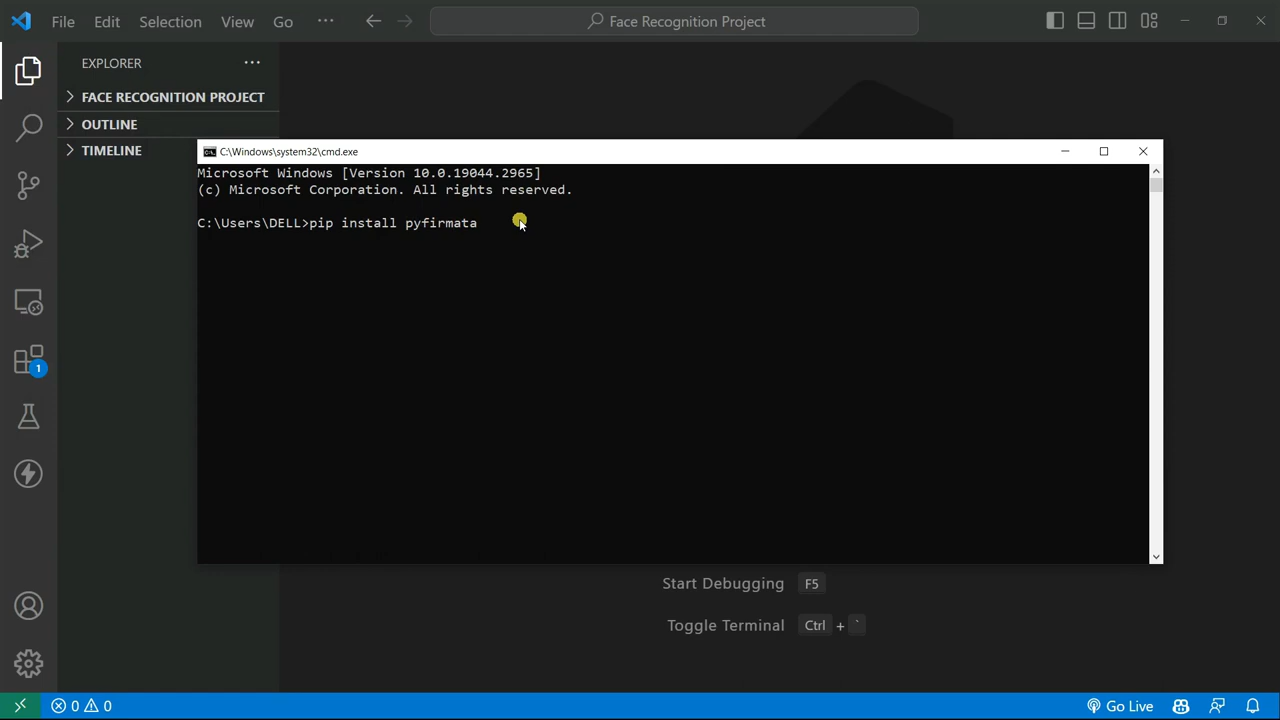 File Edit Selection View Go ··· Face Recognition Project
EXPLORER ···
FACE RECOGNITION PROJECT
OUTLINE
TIMELINE
C:\Windows\system32\cmd.exe
Microsoft Windows [Version 10.0.19044.2965]
(c) Microsoft Corporation. All rights reserved.
C:\Users\DELL>pip install pyfirmata
1
Start Debugging F5
Toggle Terminal Ctrl + `
0 0 Go Live